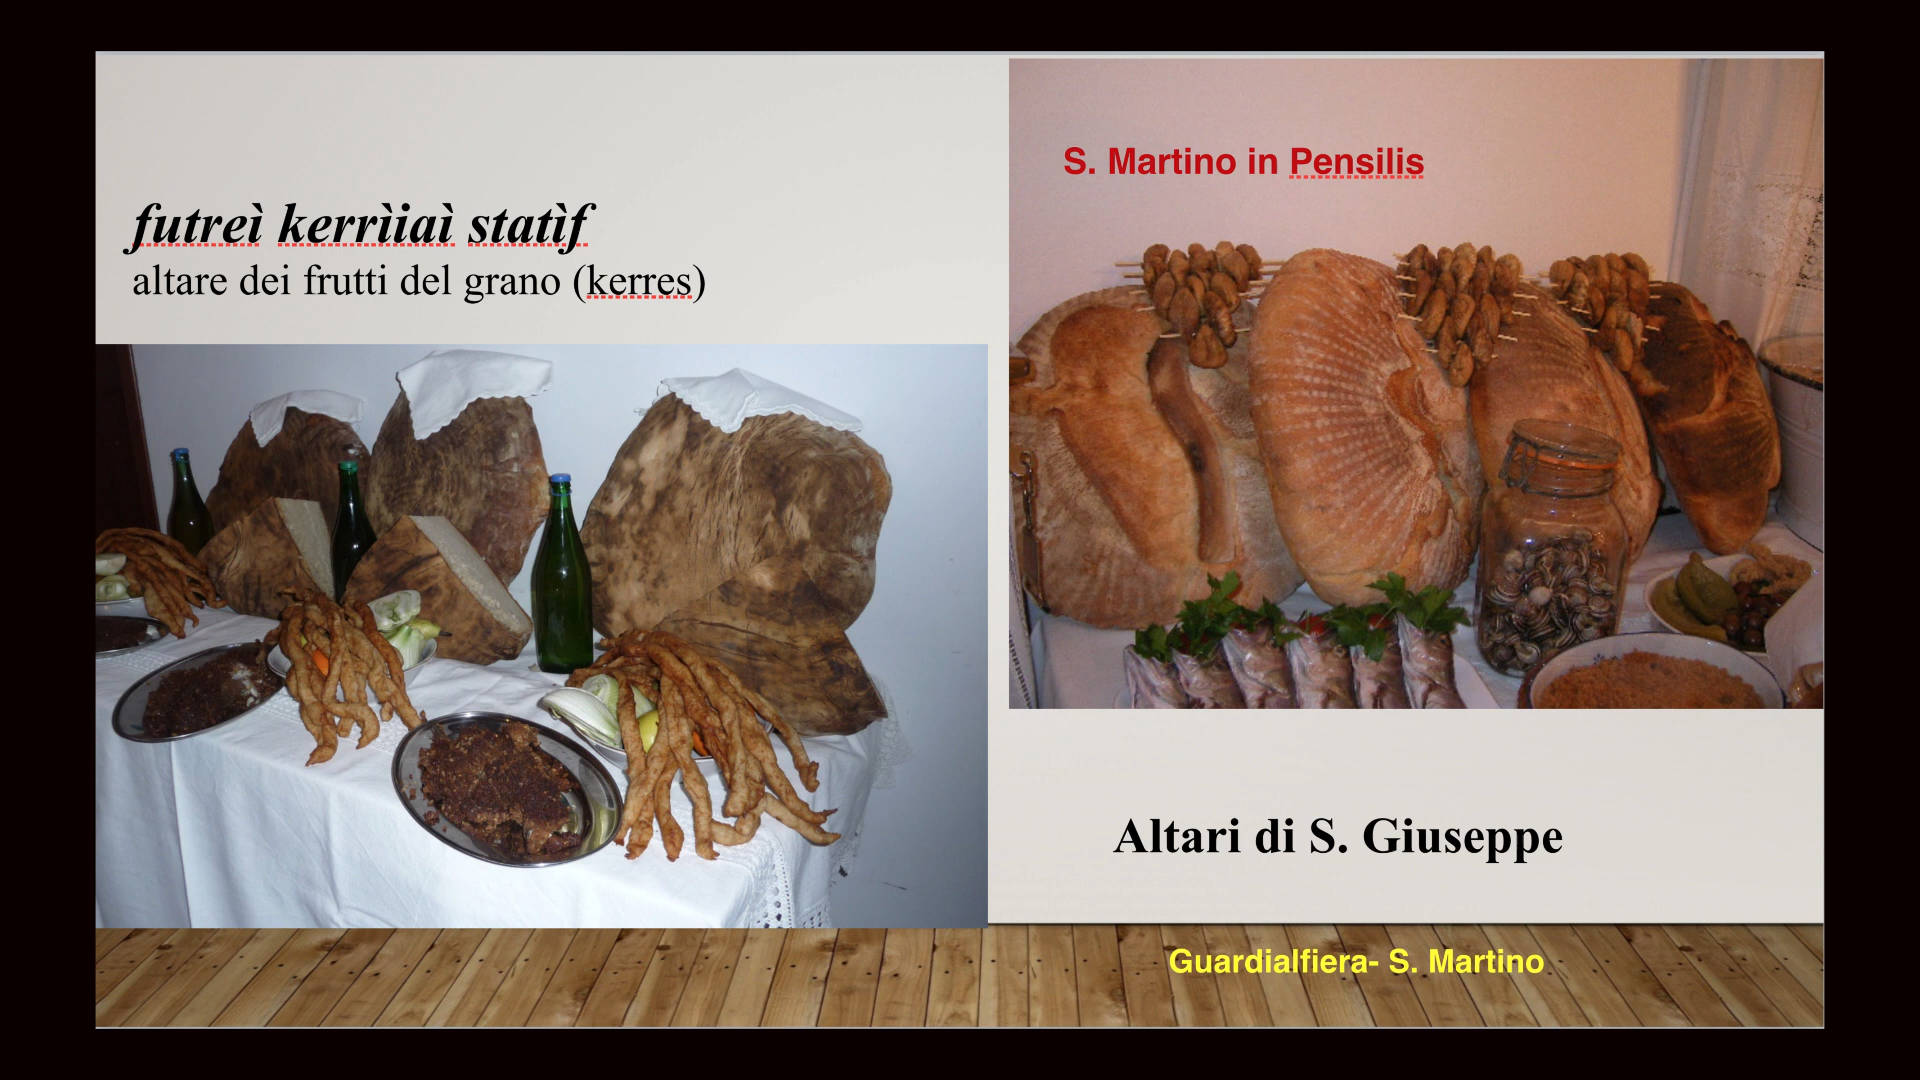 futreì kerrìiaì statìf
altare dei frutti del grano (kerres)
S. Martino in Pensilis
Altari di S. Giuseppe
Guardialfiera- S. Martino